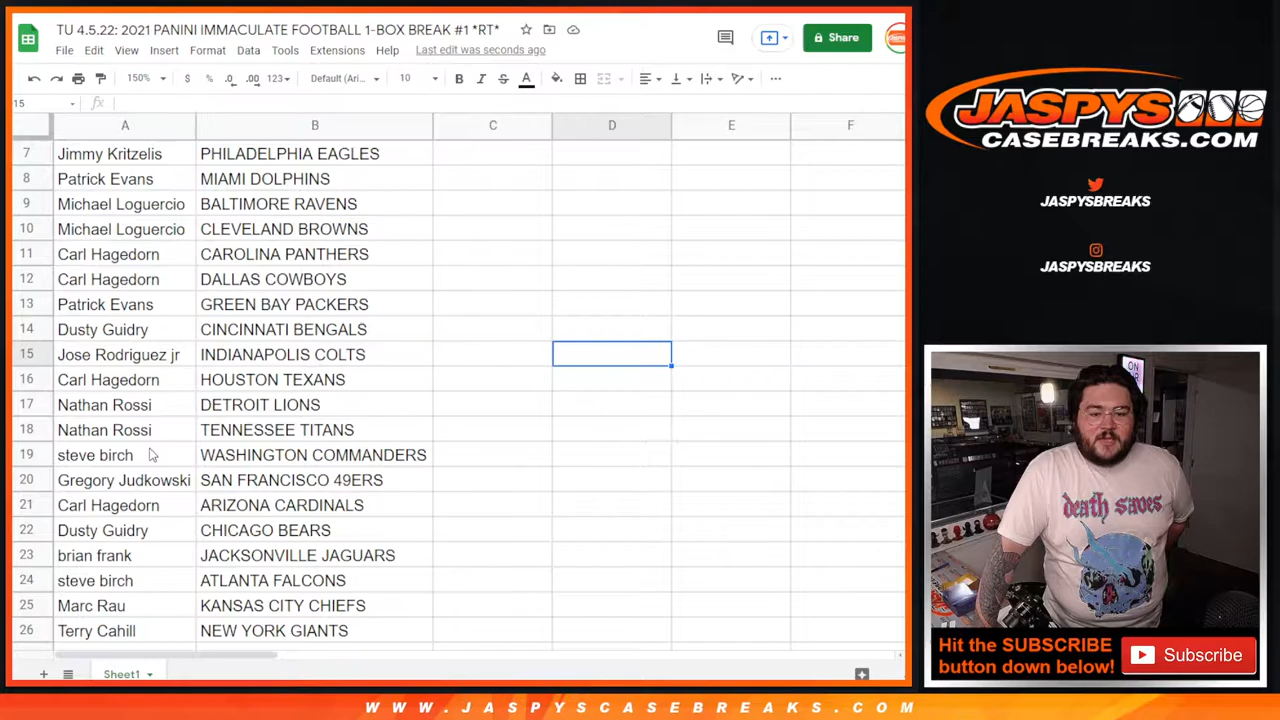 TU 4.5.22: 2021 PANINI IMMACULATE FOOTBALL 1-BOX BREAK #1 *RT*
File Edit View Insert Format Data Tools Extensions Help Last edit was seconds ago
Share
150% $ % .0 .00 123 Default (Ari... 10 B I S A
15 fx
A B C D E F
7 Jimmy Kritzelis PHILADELPHIA EAGLES
8 Patrick Evans MIAMI DOLPHINS
9 Michael Loguercio BALTIMORE RAVENS
10 Michael Loguercio CLEVELAND BROWNS
11 Carl Hagedorn CAROLINA PANTHERS
12 Carl Hagedorn DALLAS COWBOYS
13 Patrick Evans GREEN BAY PACKERS
14 Dusty Guidry CINCINNATI BENGALS
15 Jose Rodriguez jr INDIANAPOLIS COLTS
16 Carl Hagedorn HOUSTON TEXANS
17 Nathan Rossi DETROIT LIONS
18 Nathan Rossi TENNESSEE TITANS
19 steve birch WASHINGTON COMMANDERS
20 Gregory Judkowski SAN FRANCISCO 49ERS
21 Carl Hagedorn ARIZONA CARDINALS
22 Dusty Guidry CHICAGO BEARS
23 brian frank JACKSONVILLE JAGUARS
24 steve birch ATLANTA FALCONS
25 Marc Rau KANSAS CITY CHIEFS
26 Terry Cahill NEW YORK GIANTS
Sheet1
JASPYS
CASEBREAKS.COM
JASPYSBREAKS
JASPYSBREAKS
ON
AIR
death saves
Hit the SUBSCRIBE
button down below!
Subscribe
WWW.JASPYSCASEBREAKS.COM